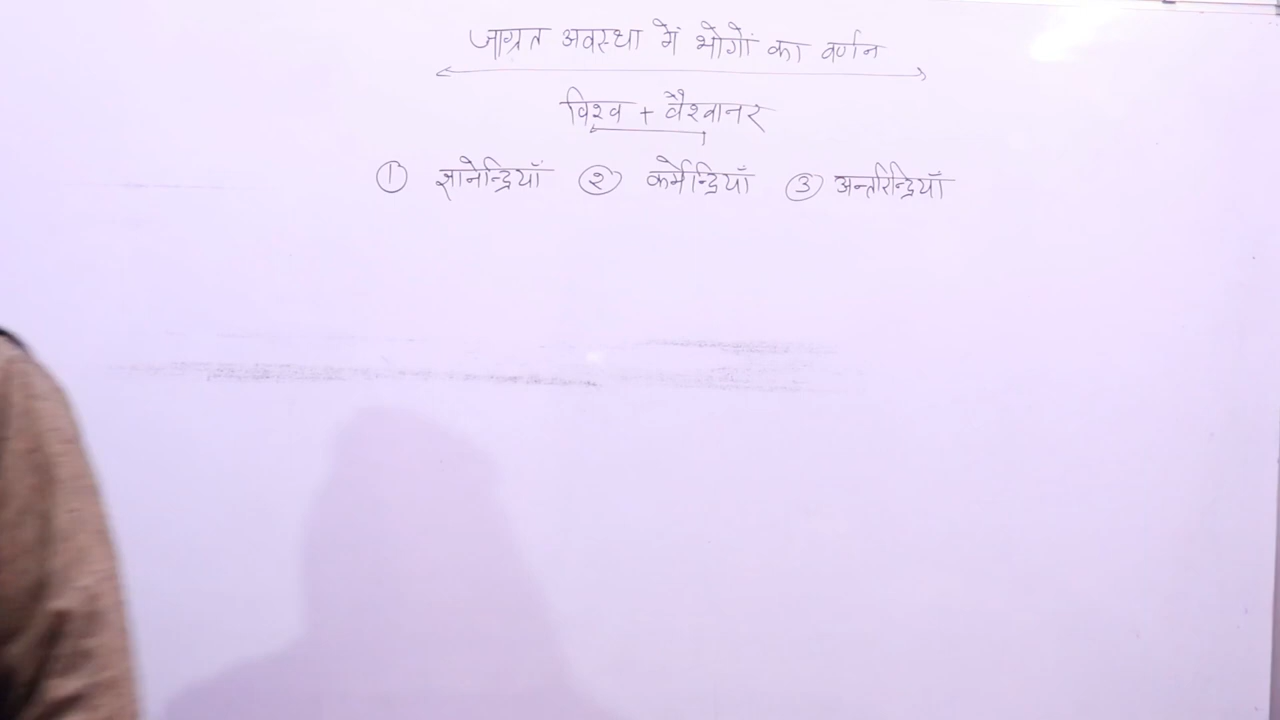 जाग्रत अवस्था में भोगों का वर्णन
विश्व + वैश्वानर
① ज्ञानेन्द्रियाँ ② कर्मेन्द्रियाँ ③ अन्तरिन्द्रियाँ